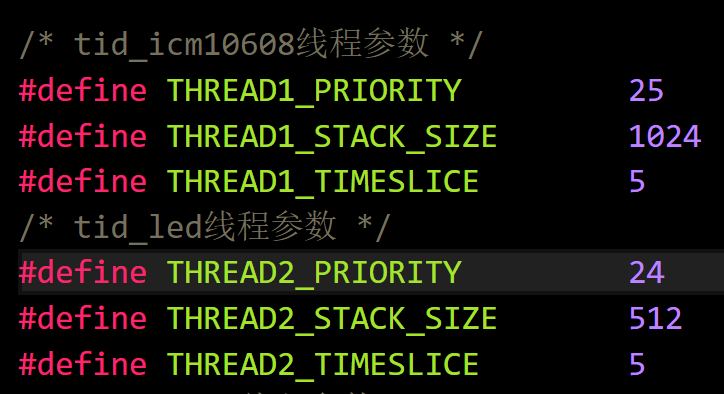 /* tid_icm10608线程参数 */
#define THREAD1_PRIORITY 25
#define THREAD1_STACK_SIZE 1024
#define THREAD1_TIMESLICE 5
/* tid_led线程参数 */
#define THREAD2_PRIORITY 24
#define THREAD2_STACK_SIZE 512
#define THREAD2_TIMESLICE 5